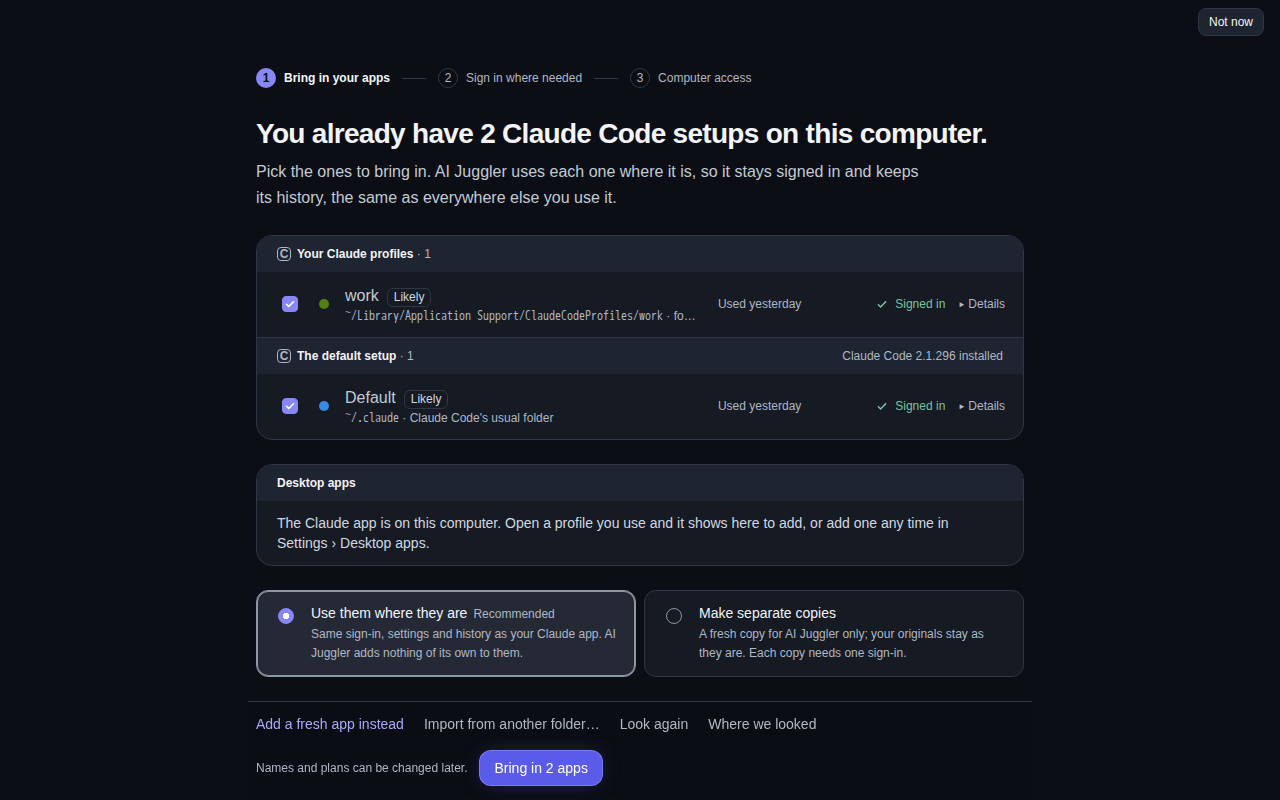 Not now
1 Bring in your apps
2 Sign in where needed
3 Computer access
You already have 2 Claude Code setups on this computer.
Pick the ones to bring in. AI Juggler uses each one where it is, so it stays signed in and keeps
its history, the same as everywhere else you use it.
C Your Claude profiles · 1
work Likely
~/Library/Application Support/ClaudeCodeProfiles/work · fo…
Used yesterday
Signed in
▸ Details
C The default setup · 1
Claude Code 2.1.296 installed
Default Likely
~/.claude · Claude Code's usual folder
Used yesterday
Signed in
▸ Details
Desktop apps
The Claude app is on this computer. Open a profile you use and it shows here to add, or add one any time in
Settings › Desktop apps.
Use them where they are Recommended
Same sign-in, settings and history as your Claude app. AI
Juggler adds nothing of its own to them.
Make separate copies
A fresh copy for AI Juggler only; your originals stay as
they are. Each copy needs one sign-in.
Add a fresh app instead
Import from another folder…
Look again
Where we looked
Names and plans can be changed later.
Bring in 2 apps